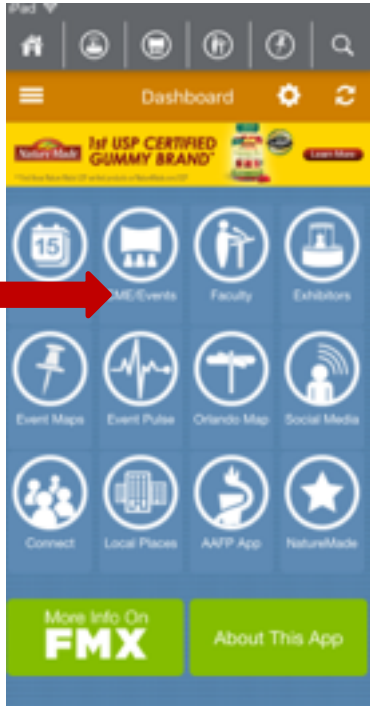 iPad
Dashboard
Nature Made
1st USP CERTIFIED
GUMMY BRAND
Learn More
15
CME/Events
Faculty
Exhibitors
Event Maps
Event Pulse
Orlando Map
Social Media
Connect
Local Places
AAFP App
NatureMade
More Info On
FMX
About This App